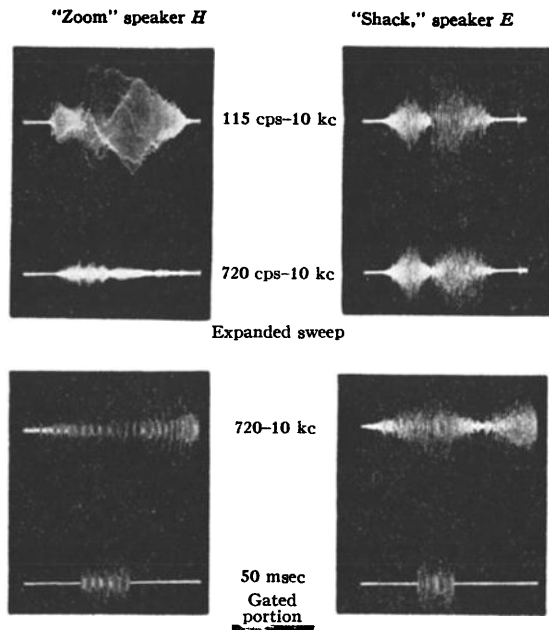 "Zoom" speaker H
"Shack," speaker E
115 cps–10 kc
720 cps–10 kc
Expanded sweep
720–10 kc
50 msec
Gated
portion